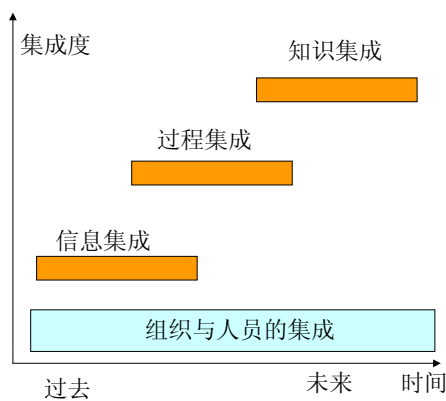 集成度
知识集成
过程集成
信息集成
组织与人员的集成
过去
未来
时间